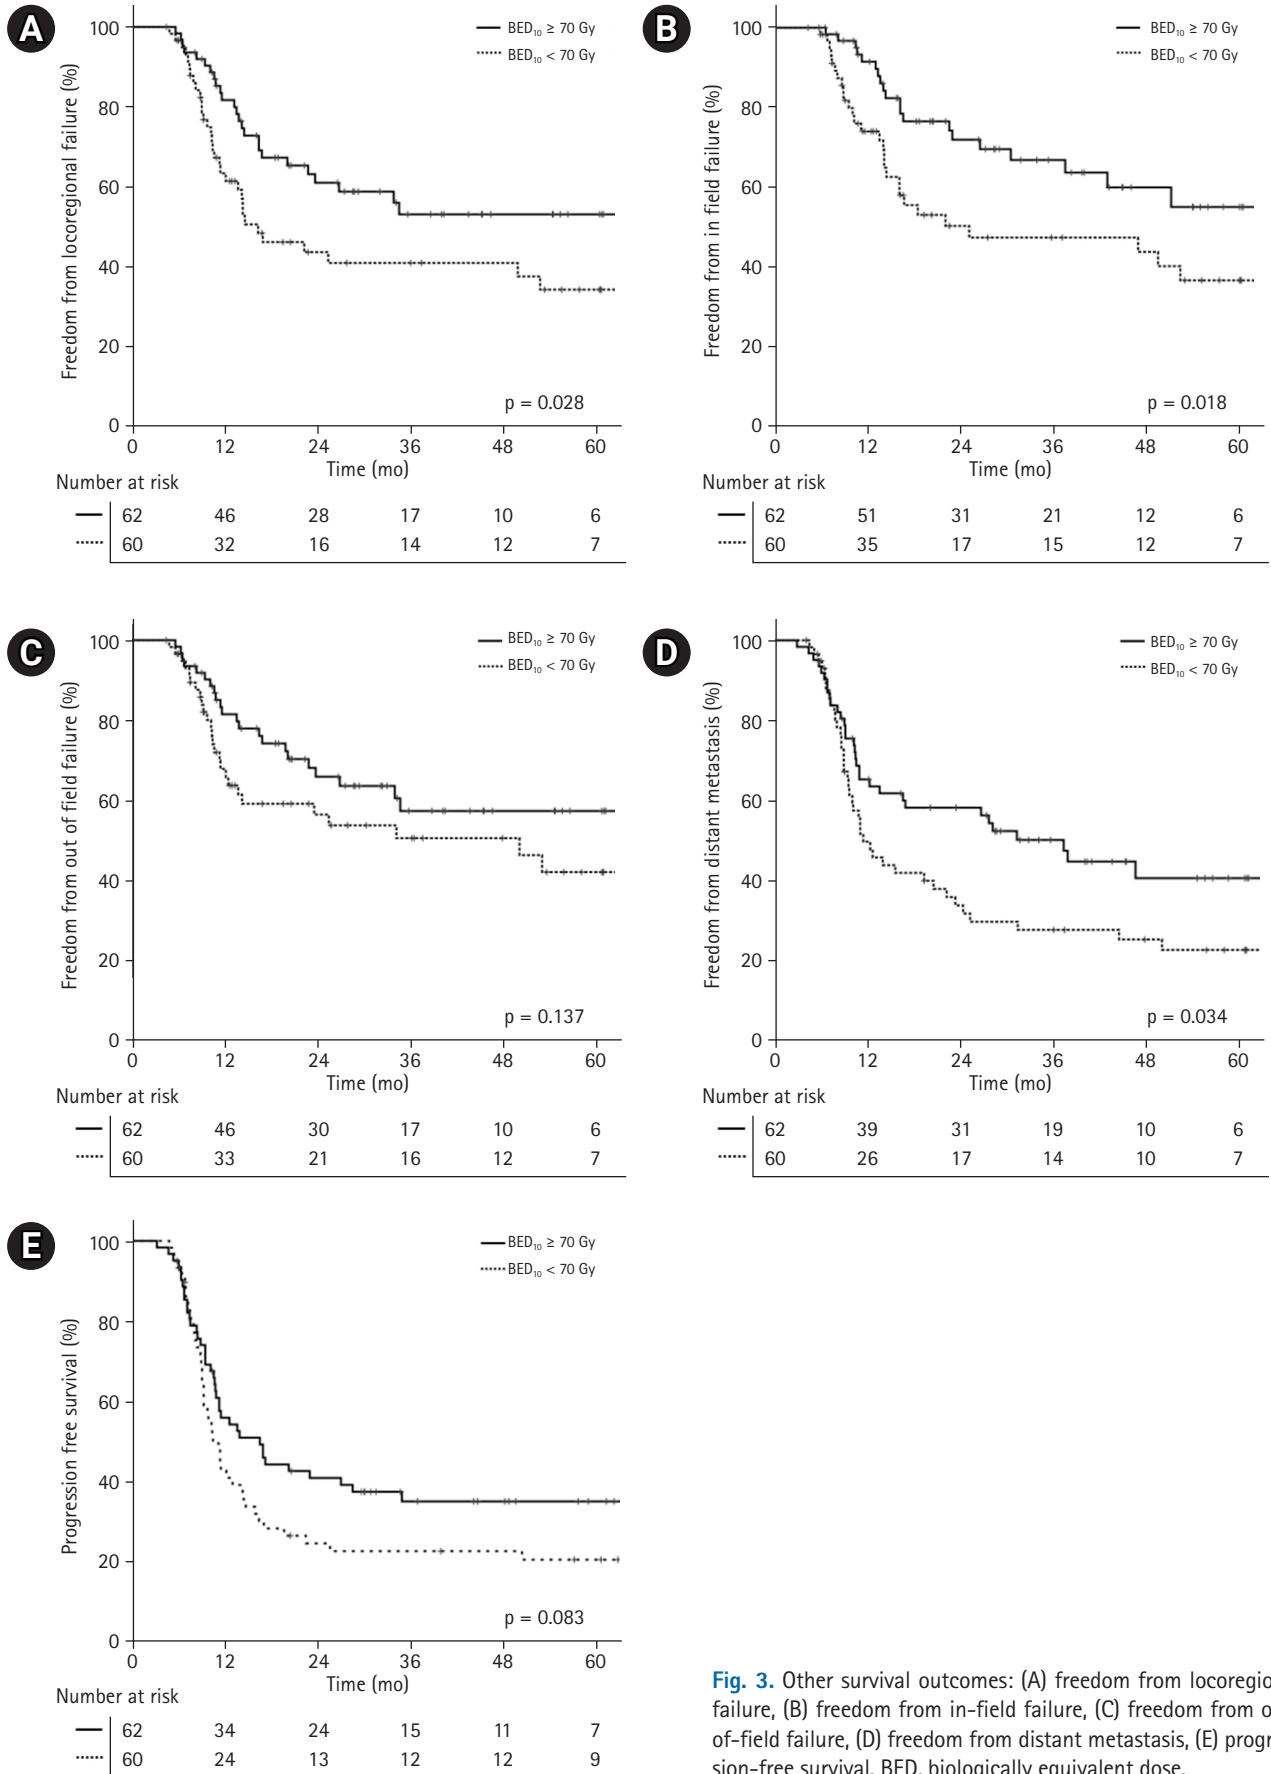 A
Freedom from locoregional failure (%)
100
80
60
40
20
0
BED₁₀ ≥ 70 Gy
BED₁₀ < 70 Gy
p = 0.028
0 12 24 36 48 60
Time (mo)
Number at risk
62 46 28 17 10 6
60 32 16 14 12 7
B
Freedom from in field failure (%)
100
80
60
40
20
0
BED₁₀ ≥ 70 Gy
BED₁₀ < 70 Gy
p = 0.018
0 12 24 36 48 60
Time (mo)
Number at risk
62 51 31 21 12 6
60 35 17 15 12 7
C
Freedom from out of field failure (%)
100
80
60
40
20
0
BED₁₀ ≥ 70 Gy
BED₁₀ < 70 Gy
p = 0.137
0 12 24 36 48 60
Time (mo)
Number at risk
62 46 30 17 10 6
60 33 21 16 12 7
D
Freedom from distant metastasis (%)
100
80
60
40
20
0
BED₁₀ ≥ 70 Gy
BED₁₀ < 70 Gy
p = 0.034
0 12 24 36 48 60
Time (mo)
Number at risk
62 39 31 19 10 6
60 26 17 14 10 7
E
Progression free survival (%)
100
80
60
40
20
0
BED₁₀ ≥ 70 Gy
BED₁₀ < 70 Gy
p = 0.083
0 12 24 36 48 60
Time (mo)
Number at risk
62 34 24 15 11 7
60 24 13 12 12 9
Fig. 3. Other survival outcomes: (A) freedom from locoregio
failure, (B) freedom from in-field failure, (C) freedom from o
of-field failure, (D) freedom from distant metastasis, (E) progr
sion-free survival. BED, biologically equivalent dose.